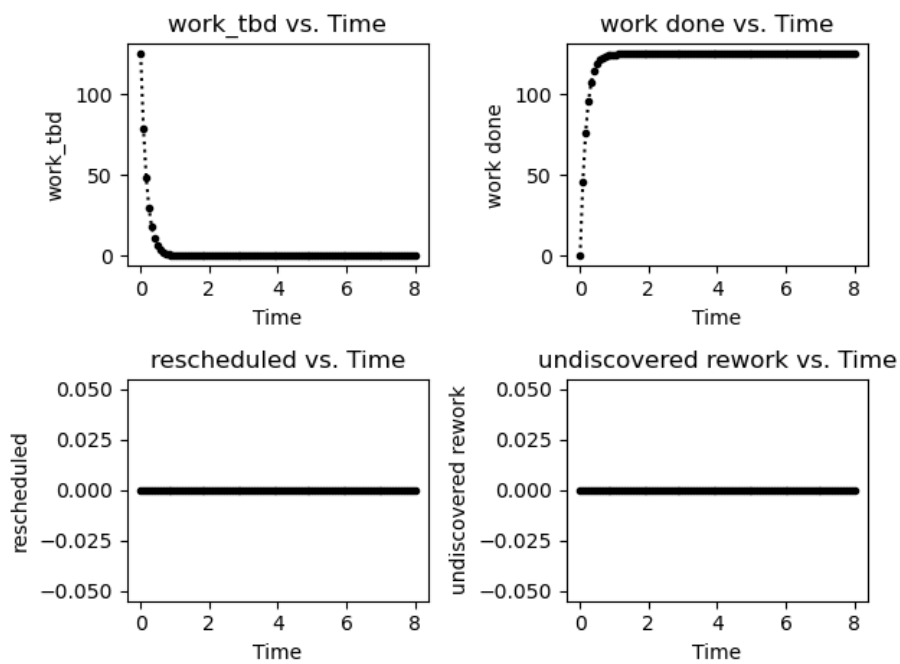 work_tbd vs. Time
work done vs. Time
work_tbd
100
50
0
0 2 4 6 8
Time
work done
100
50
0
0 2 4 6 8
Time
rescheduled vs. Time
undiscovered rework vs. Time
rescheduled
0.050
0.025
0.000
−0.025
−0.050
0 2 4 6 8
Time
undiscovered rework
0.050
0.025
0.000
−0.025
−0.050
0 2 4 6 8
Time